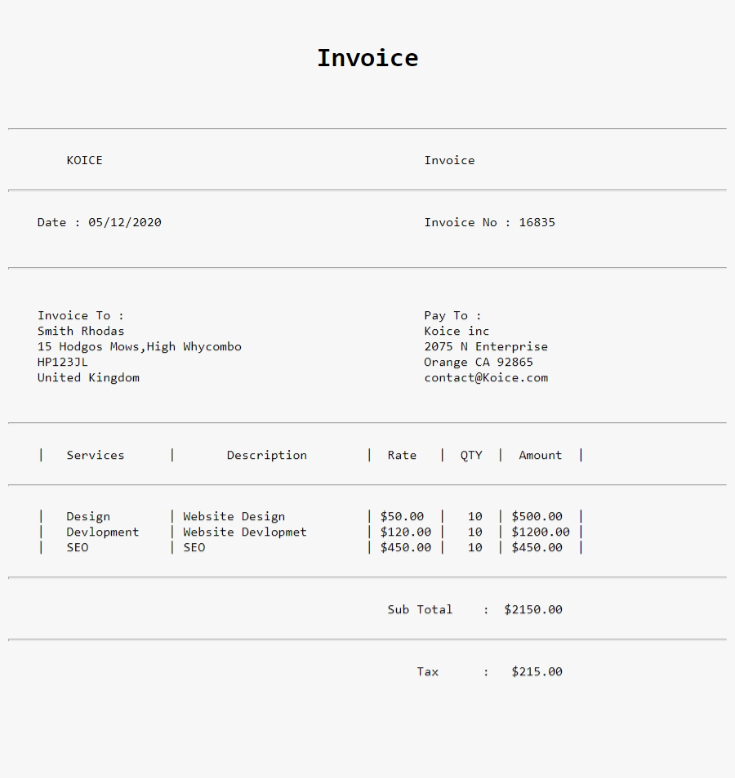 Invoice
KOICE Invoice
Date : 05/12/2020 Invoice No : 16835
Invoice To : Pay To :
Smith Rhodas Koice inc
15 Hodgos Mows,High Whycombo 2075 N Enterprise
HP123JL Orange CA 92865
United Kingdom contact@Koice.com
| Services | Description | Rate | QTY | Amount |
| Design | Website Design | $50.00 | 10 | $500.00 |
| Devlopment | Website Devlopmet | $120.00 | 10 | $1200.00 |
| SEO | SEO | $450.00 | 10 | $450.00 |
Sub Total : $2150.00
Tax : $215.00